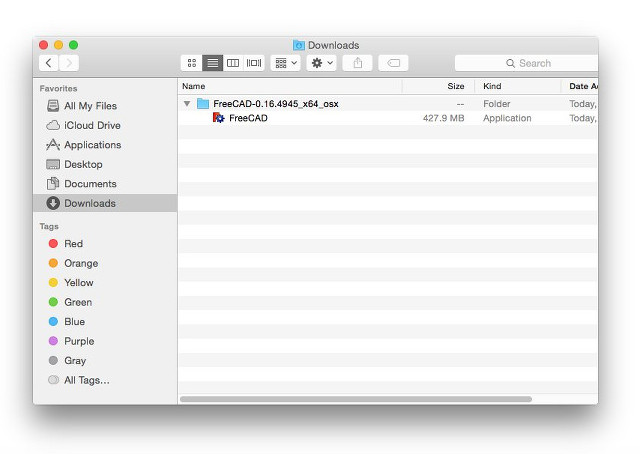 Downloads
Search
Favorites
All My Files
iCloud Drive
Applications
Desktop
Documents
Downloads
Tags
Red
Orange
Yellow
Green
Blue
Purple
Gray
All Tags...
Name Size Kind Date A
FreeCAD-0.16.4945_x64_osx -- Folder Today,
FreeCAD 427.9 MB Application Today,